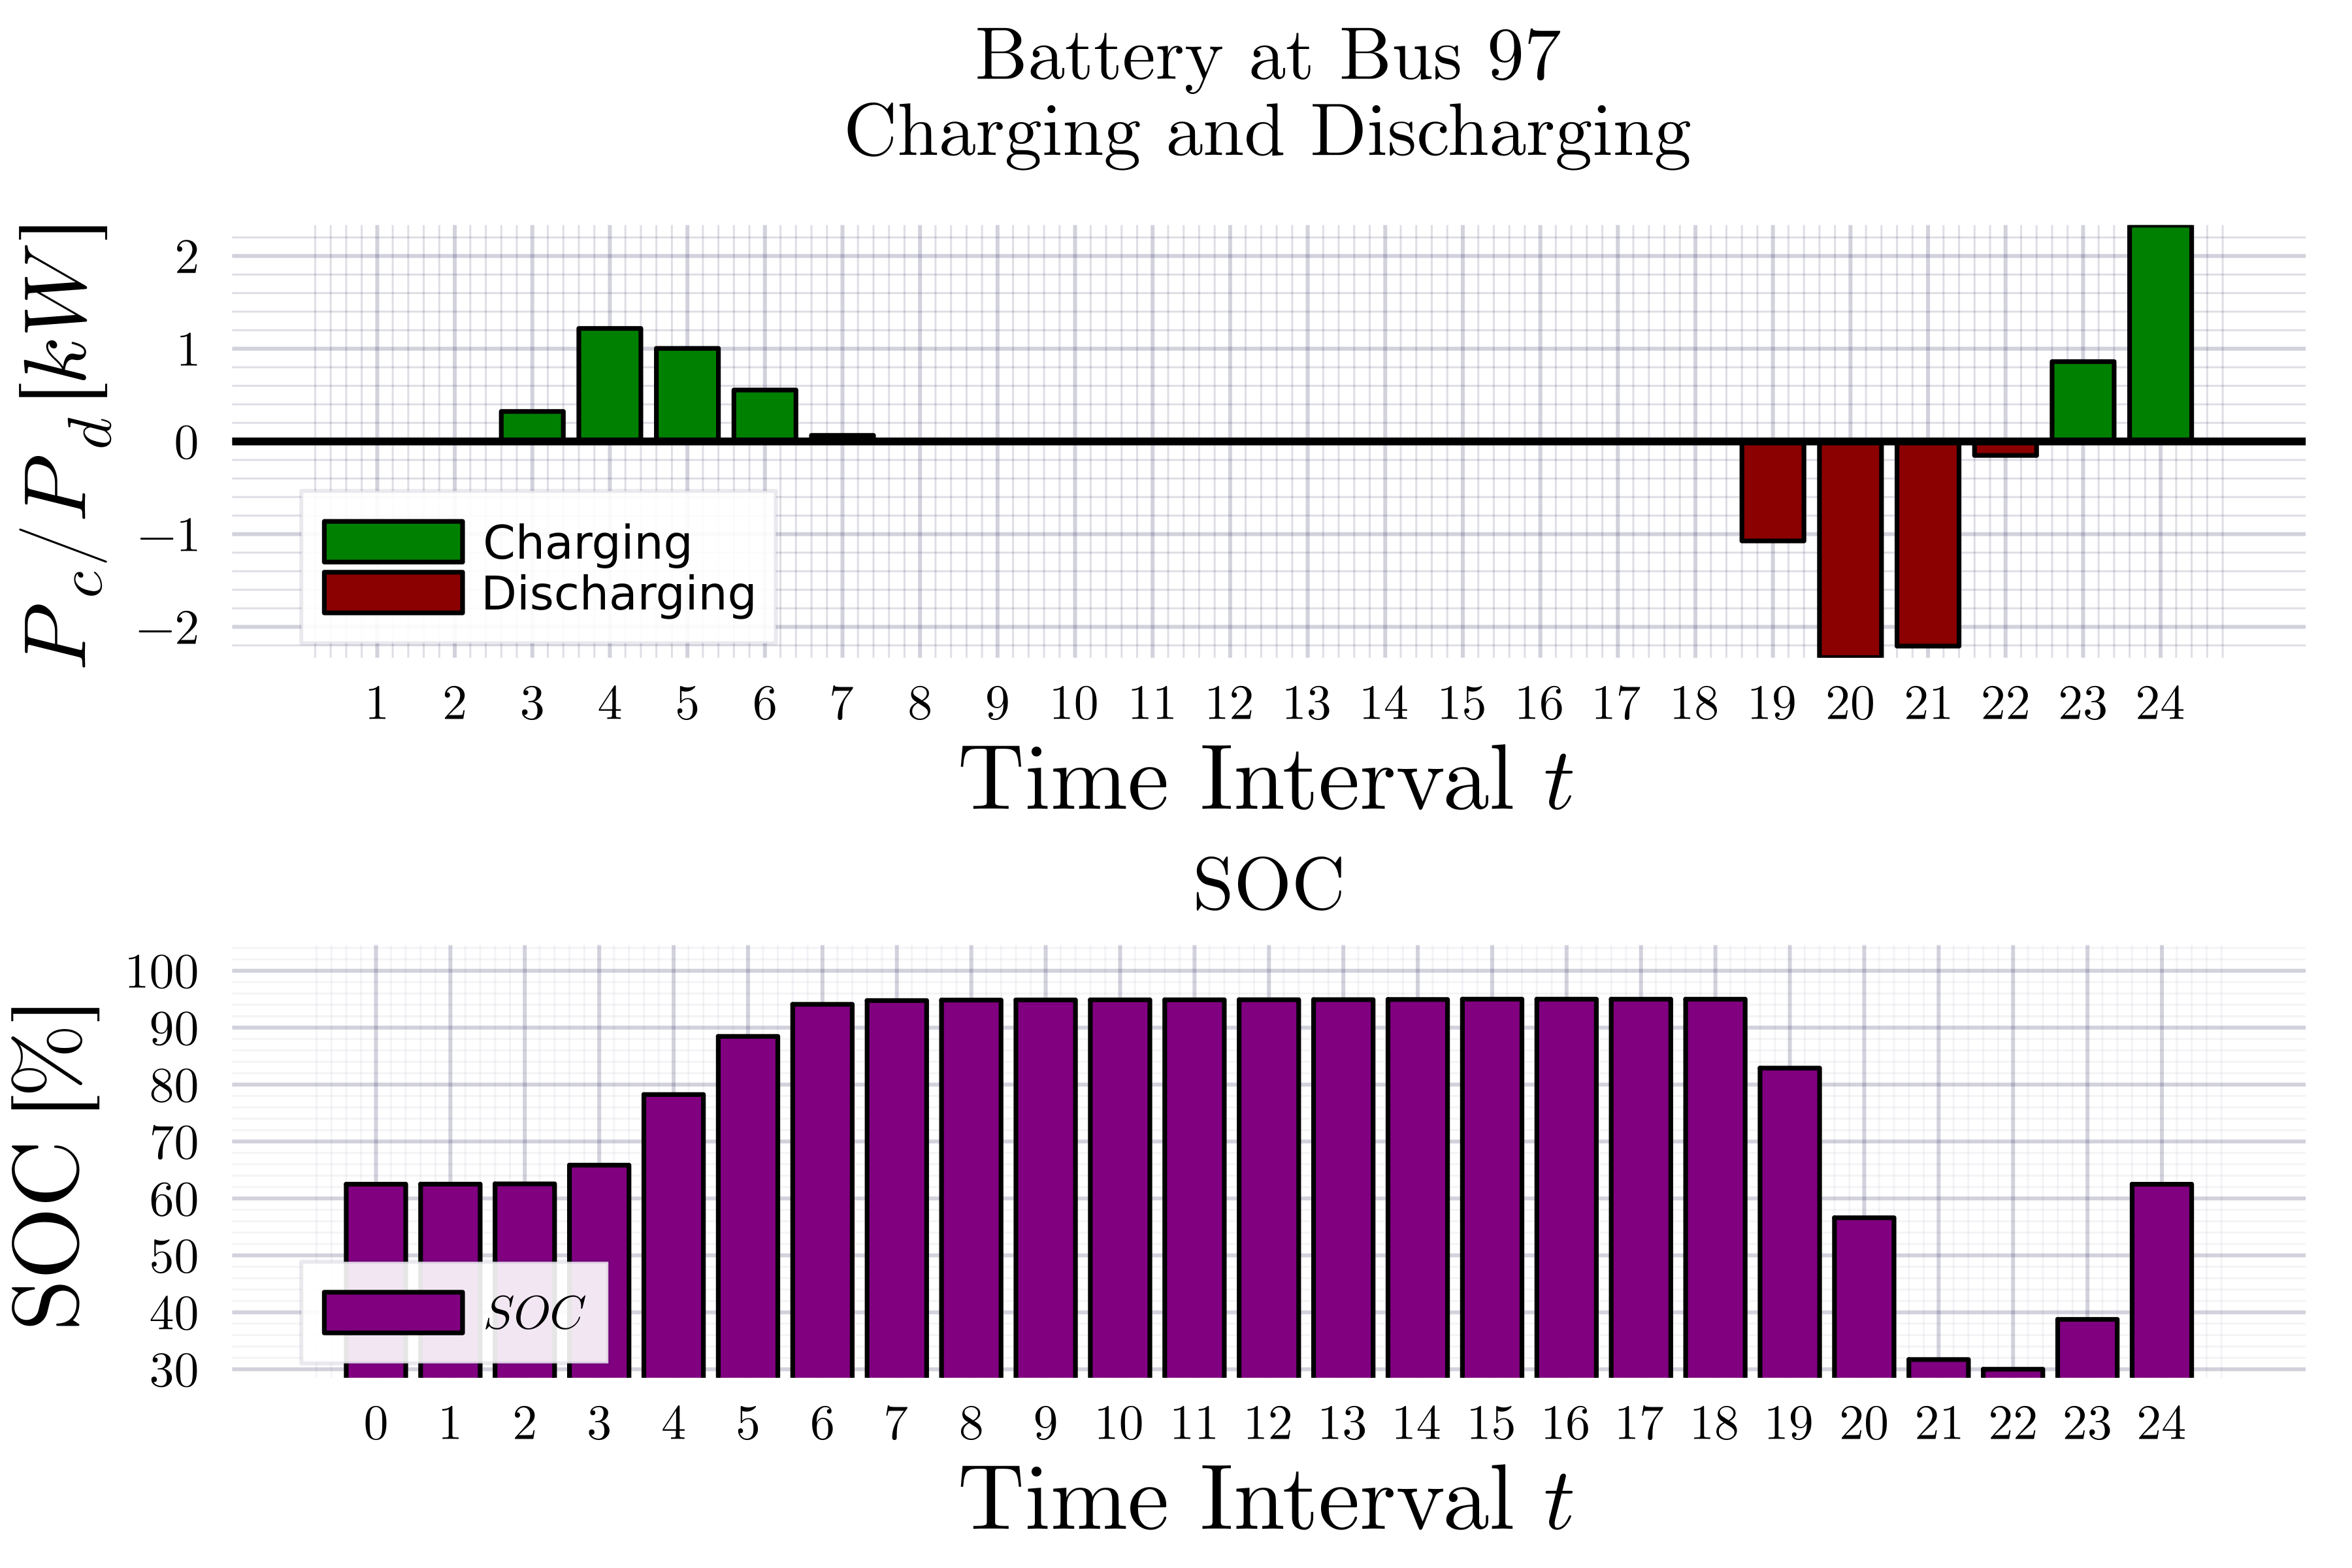 Battery at Bus 97
Charging and Discharging
P_c/P_d [kW]
2
1
0
−1
−2
Charging
Discharging
1 2 3 4 5 6 7 8 9 10 11 12 13 14 15 16 17 18 19 20 21 22 23 24
Time Interval t
SOC
SOC [%]
100
90
80
70
60
50
40
30
SOC
0 1 2 3 4 5 6 7 8 9 10 11 12 13 14 15 16 17 18 19 20 21 22 23 24
Time Interval t